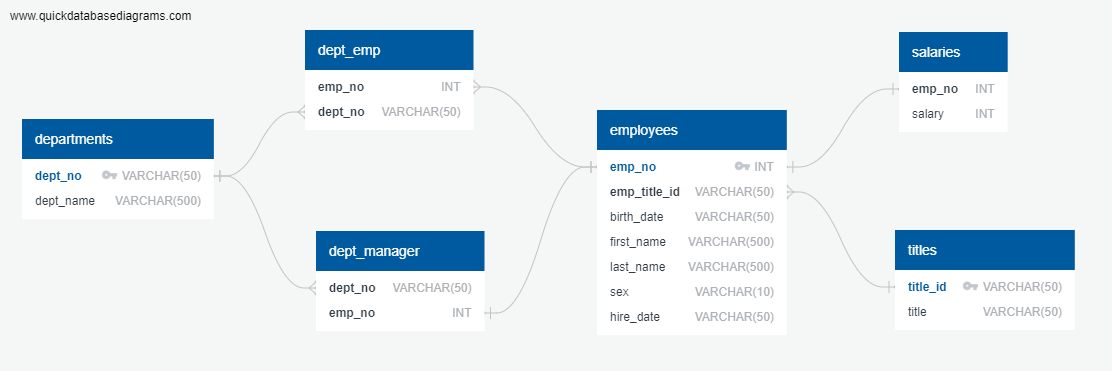 www.quickdatabasediagrams.com
departments
dept_no VARCHAR(50)
dept_name VARCHAR(500)
dept_emp
emp_no INT
dept_no VARCHAR(50)
dept_manager
dept_no VARCHAR(50)
emp_no INT
employees
emp_no INT
emp_title_id VARCHAR(50)
birth_date VARCHAR(50)
first_name VARCHAR(500)
last_name VARCHAR(500)
sex VARCHAR(10)
hire_date VARCHAR(50)
salaries
emp_no INT
salary INT
titles
title_id VARCHAR(50)
title VARCHAR(50)